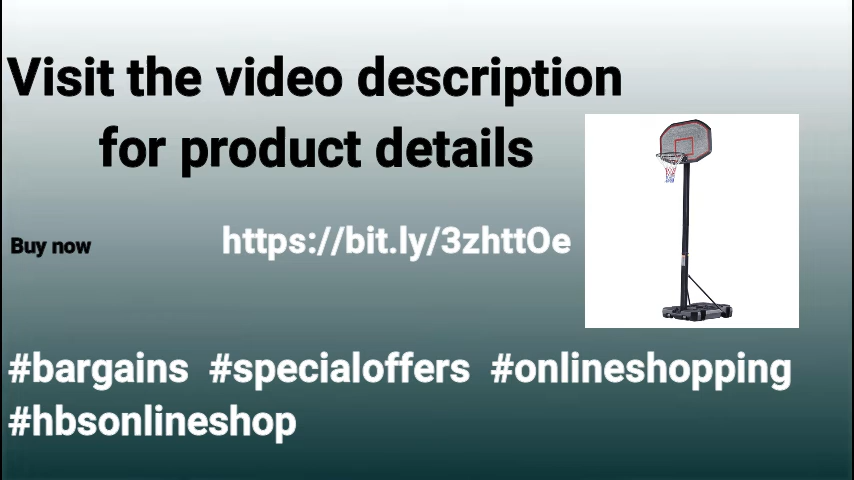 Visit the video description
for product details
Buy now https://bit.ly/3zhttOe
#bargains #specialoffers #onlineshopping
#hbsonlineshop